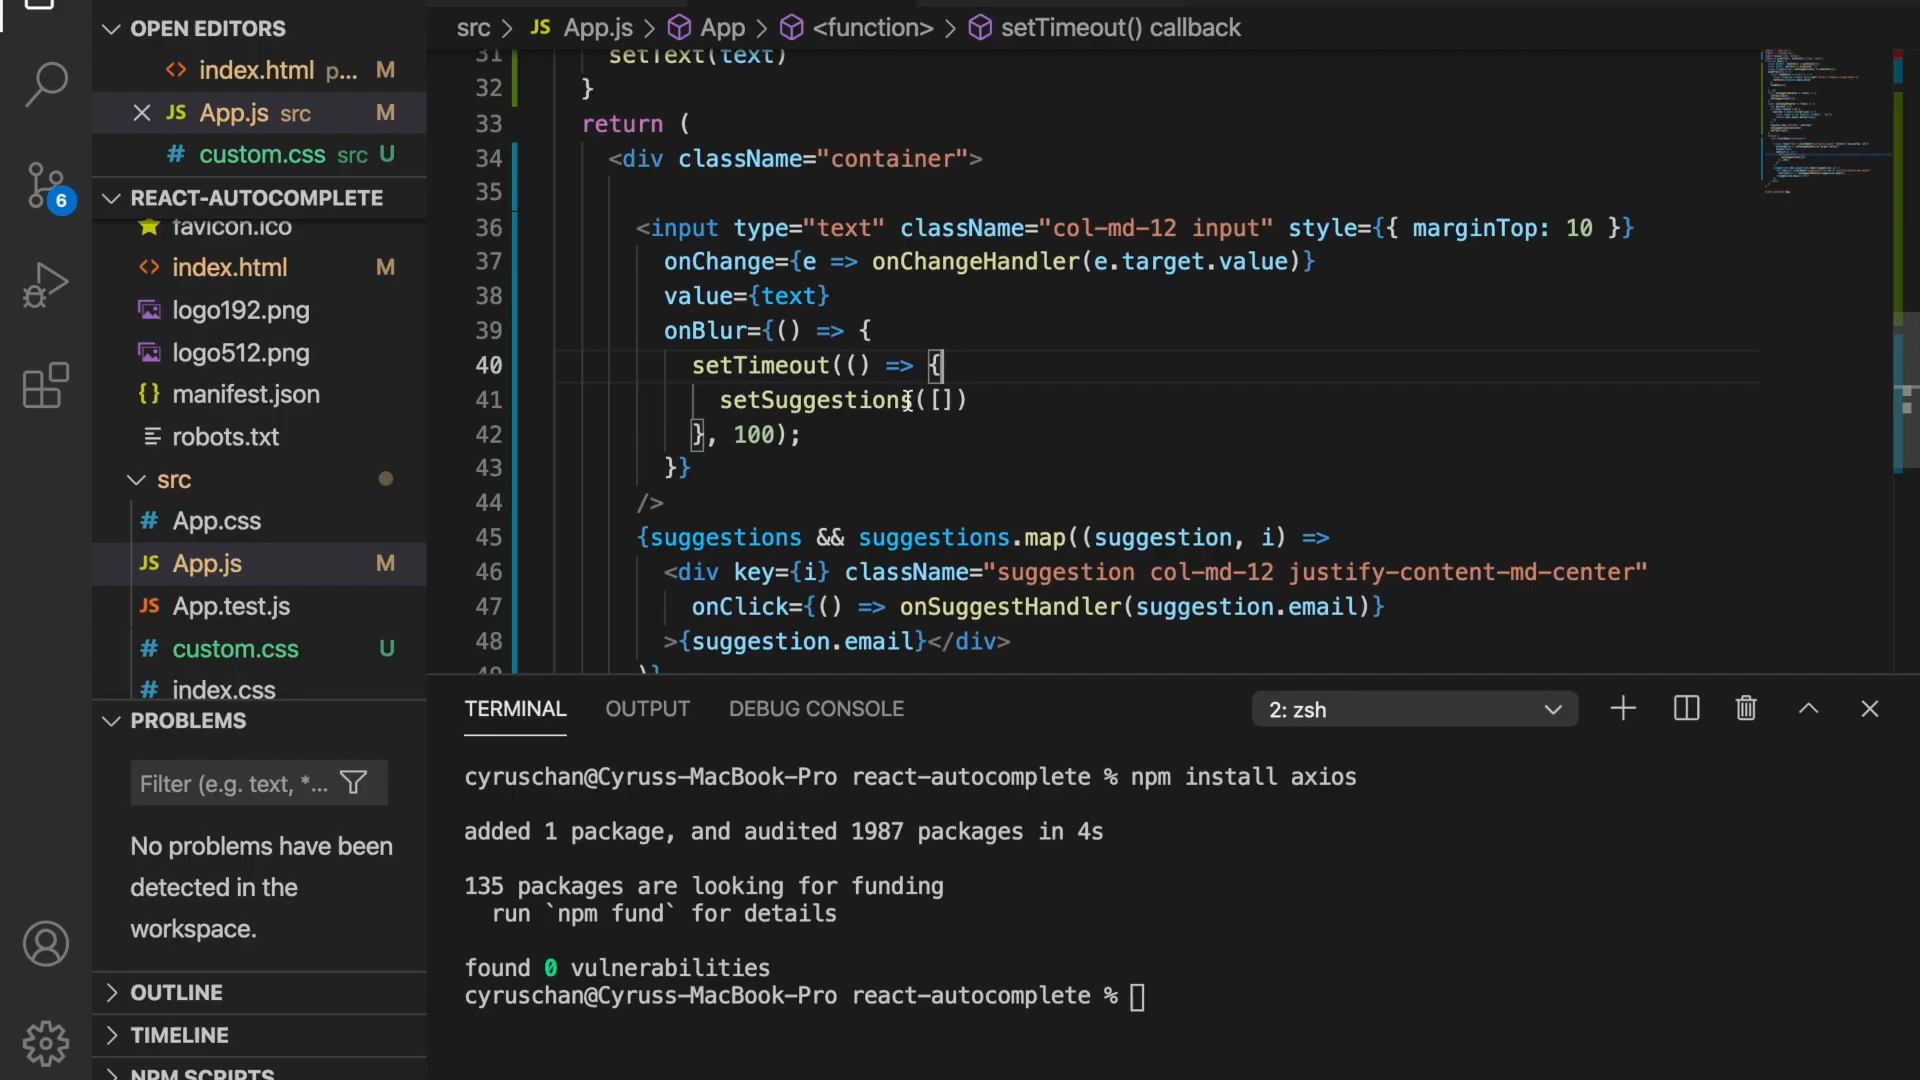 OPEN EDITORS
<> index.html p... M
JS App.js src M
# custom.css src U
6
REACT-AUTOCOMPLETE
favicon.ico
<> index.html M
logo192.png
logo512.png
{} manifest.json
robots.txt
src
# App.css
JS App.js M
JS App.test.js
# custom.css U
# index.css
PROBLEMS
Filter (e.g. text, *...
No problems have been
detected in the
workspace.
OUTLINE
TIMELINE
NPM SCRIPTS
src > JS App.js > App > <function> > setTimeout() callback
31 setText(text)
32 }
33 return (
34 <div className="container">
35
36 <input type="text" className="col-md-12 input" style={{ marginTop: 10 }}
37 onChange={e => onChangeHandler(e.target.value)}
38 value={text}
39 onBlur={() => {
40 setTimeout(() => {
41 setSuggestions([])
42 }, 100);
43 }}
44 />
45 {suggestions && suggestions.map((suggestion, i) =>
46 <div key={i} className="suggestion col-md-12 justify-content-md-center"
47 onClick={() => onSuggestHandler(suggestion.email)}
48 >{suggestion.email}</div>
49 )}
TERMINAL OUTPUT DEBUG CONSOLE 2: zsh
cyruschan@Cyruss-MacBook-Pro react-autocomplete % npm install axios
added 1 package, and audited 1987 packages in 4s
135 packages are looking for funding
run `npm fund` for details
found 0 vulnerabilities
cyruschan@Cyruss-MacBook-Pro react-autocomplete %